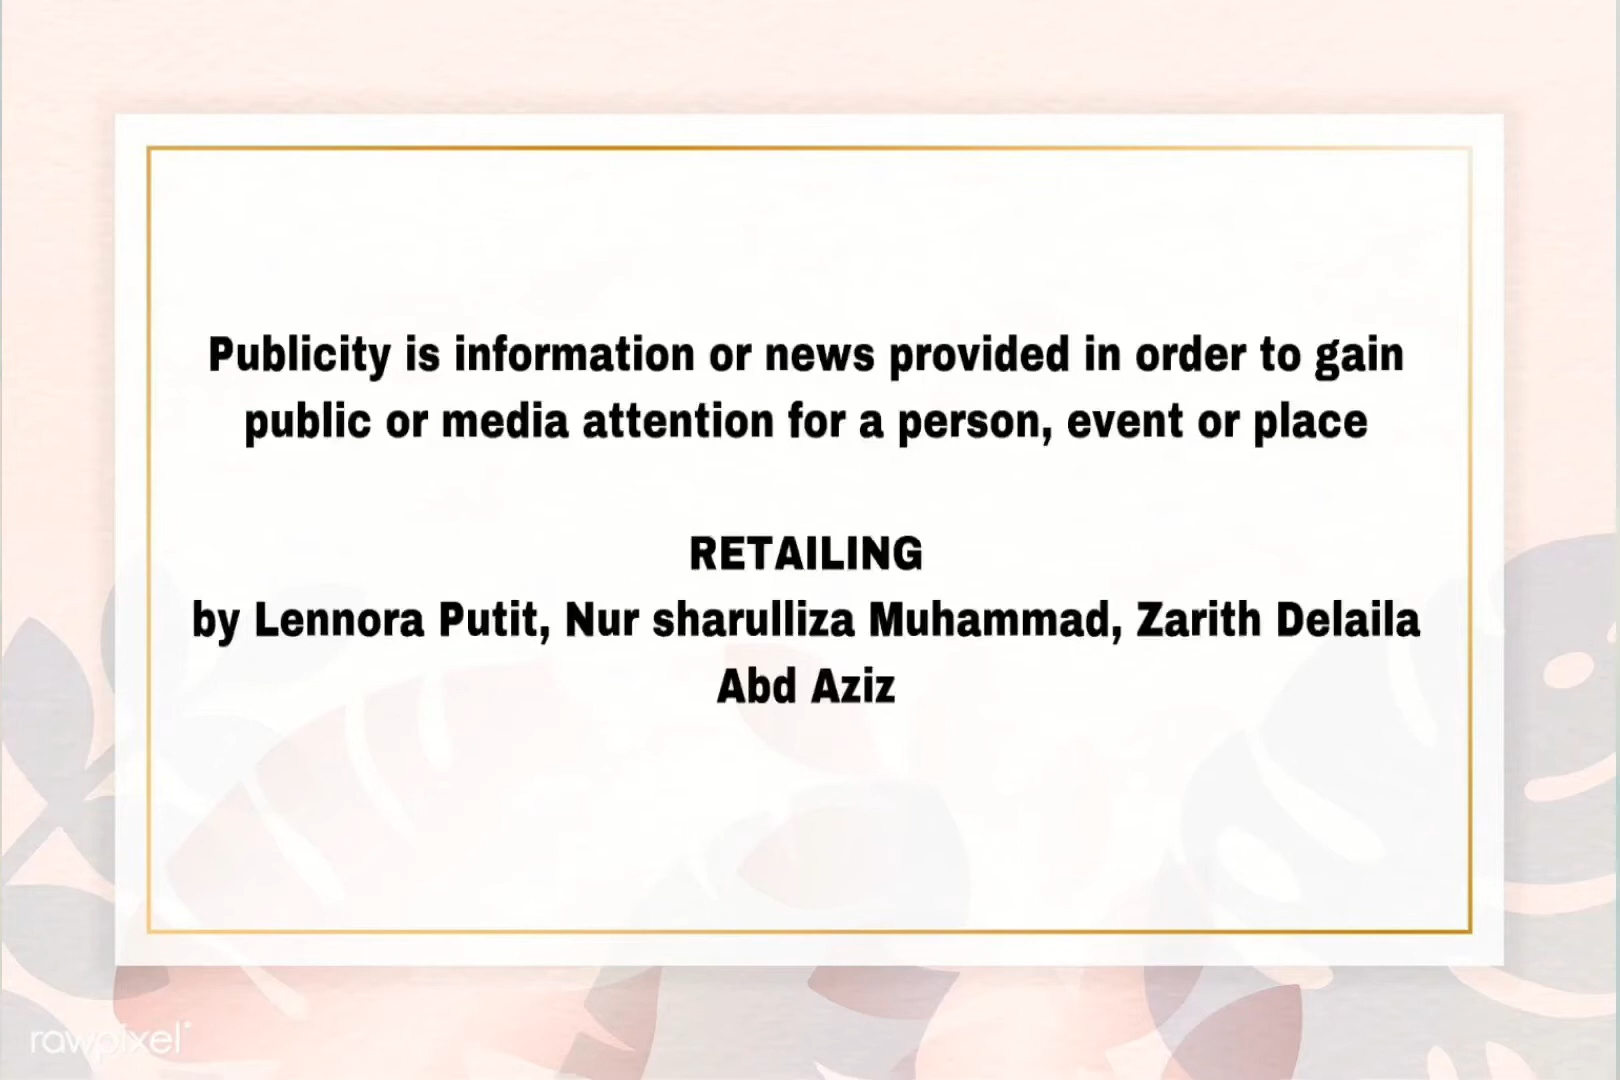 Publicity is information or news provided in order to gain
public or media attention for a person, event or place
RETAILING
by Lennora Putit, Nur sharulliza Muhammad, Zarith Delaila
Abd Aziz
rawpixel